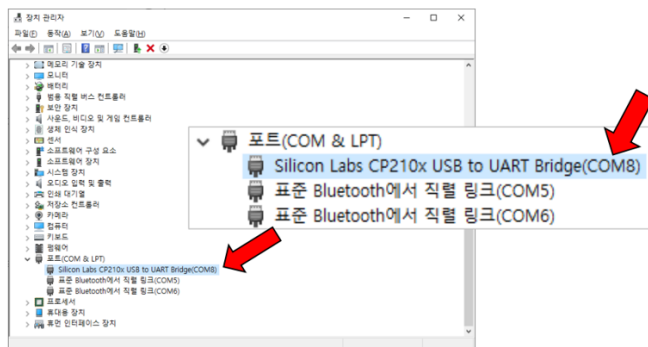 장치 관리자
파일(F) 동작(A) 보기(V) 도움말(H)
메모리 기술 장치
모니터
배터리
범용 직렬 버스 컨트롤러
보안 장치
사운드, 비디오 및 게임 컨트롤러
생체 인식 장치
센서
소프트웨어 구성 요소
소프트웨어 장치
시스템 장치
오디오 입력 및 출력
인쇄 대기열
저장소 컨트롤러
카메라
컴퓨터
키보드
펌웨어
포트(COM & LPT)
Silicon Labs CP210x USB to UART Bridge(COM8)
표준 Bluetooth에서 직렬 링크(COM5)
표준 Bluetooth에서 직렬 링크(COM6)
프로세서
휴대용 장치
휴먼 인터페이스 장치
포트(COM & LPT)
Silicon Labs CP210x USB to UART Bridge(COM8)
표준 Bluetooth에서 직렬 링크(COM5)
표준 Bluetooth에서 직렬 링크(COM6)